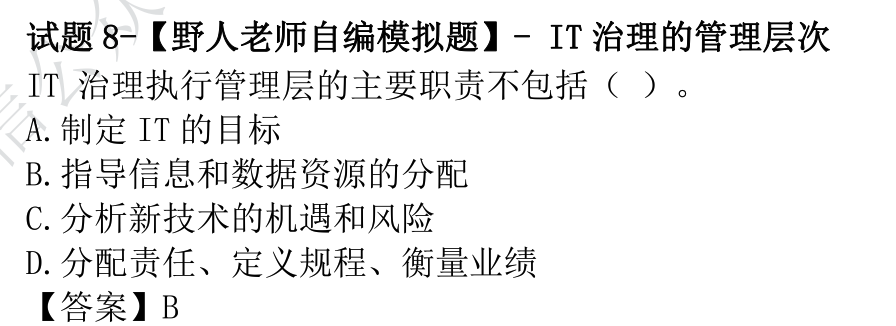 试题 8-【野人老师自编模拟题】- IT 治理的管理层次
IT 治理执行管理层的主要职责不包括（ ）。
A.制定 IT 的目标
B.指导信息和数据资源的分配
C.分析新技术的机遇和风险
D.分配责任、定义规程、衡量业绩
【答案】B